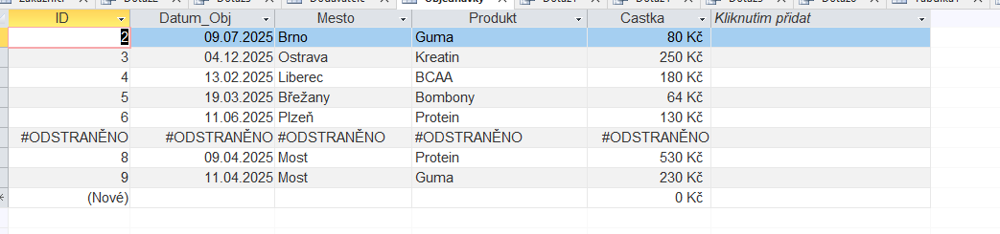 Dodavatelé Objednávky
ID Datum_Obj Mesto Produkt Castka Kliknutím přidat
2 09.07.2025 Brno Guma 80 Kč
3 04.12.2025 Ostrava Kreatin 250 Kč
4 13.02.2025 Liberec BCAA 180 Kč
5 19.03.2025 Břežany Bombony 64 Kč
6 11.06.2025 Plzeň Protein 130 Kč
#ODSTRANĚNO #ODSTRANĚNO #ODSTRANĚNO #ODSTRANĚNO #ODSTRANĚNO
8 09.04.2025 Most Protein 530 Kč
9 11.04.2025 Most Guma 230 Kč
(Nové) 0 Kč